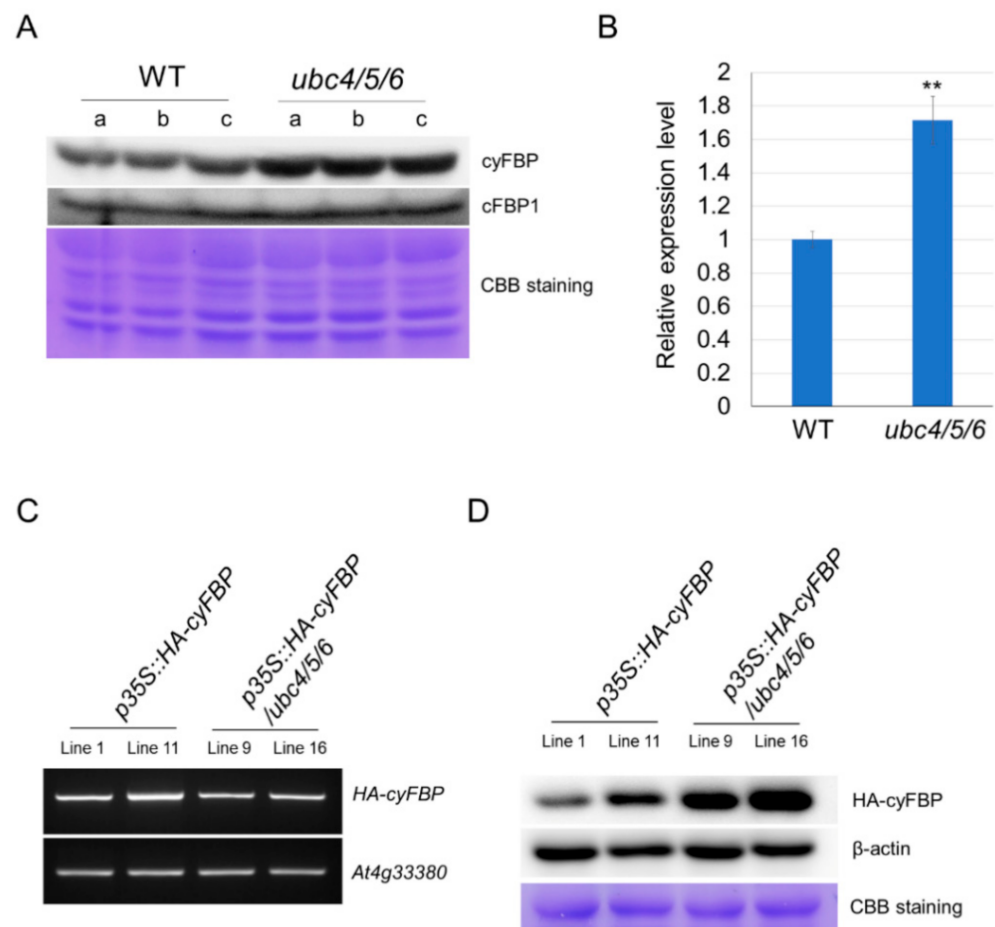 A
WT
ubc4/5/6
a b c a b c
cyFBP
cFBP1
CBB staining
B
Relative expression level
2
1.8
1.6
1.4
1.2
1
0.8
0.6
0.4
0.2
0
**
WT
ubc4/5/6
C
p35S::HA-cyFBP
p35S::HA-cyFBP
/ubc4/5/6
Line 1 Line 11 Line 9 Line 16
HA-cyFBP
At4g33380
D
p35S::HA-cyFBP
p35S::HA-cyFBP
/ubc4/5/6
Line 1 Line 11 Line 9 Line 16
HA-cyFBP
β-actin
CBB staining